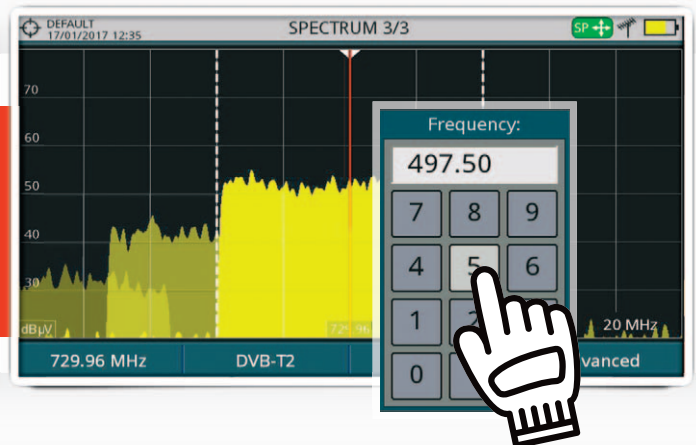 DEFAULT
17/01/2017 12:35
SPECTRUM 3/3
SP
70
60
50
40
30
dBµV
Frequency:
497.50
7 8 9
4 5 6
1 2
0
20 MHz
729.96 MHz
DVB-T2